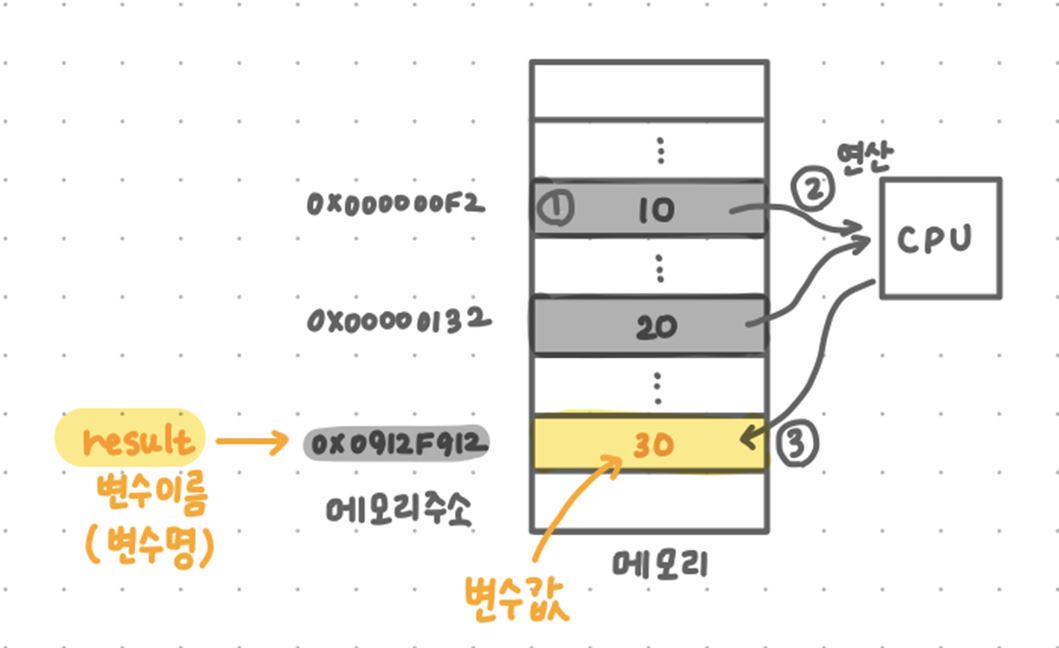 연산
②
0X000000F2
① 10
CPU
0X00000132
20
result
0X0912F912
30
③
변수이름
(변수명)
메모리주소
메모리
변수값